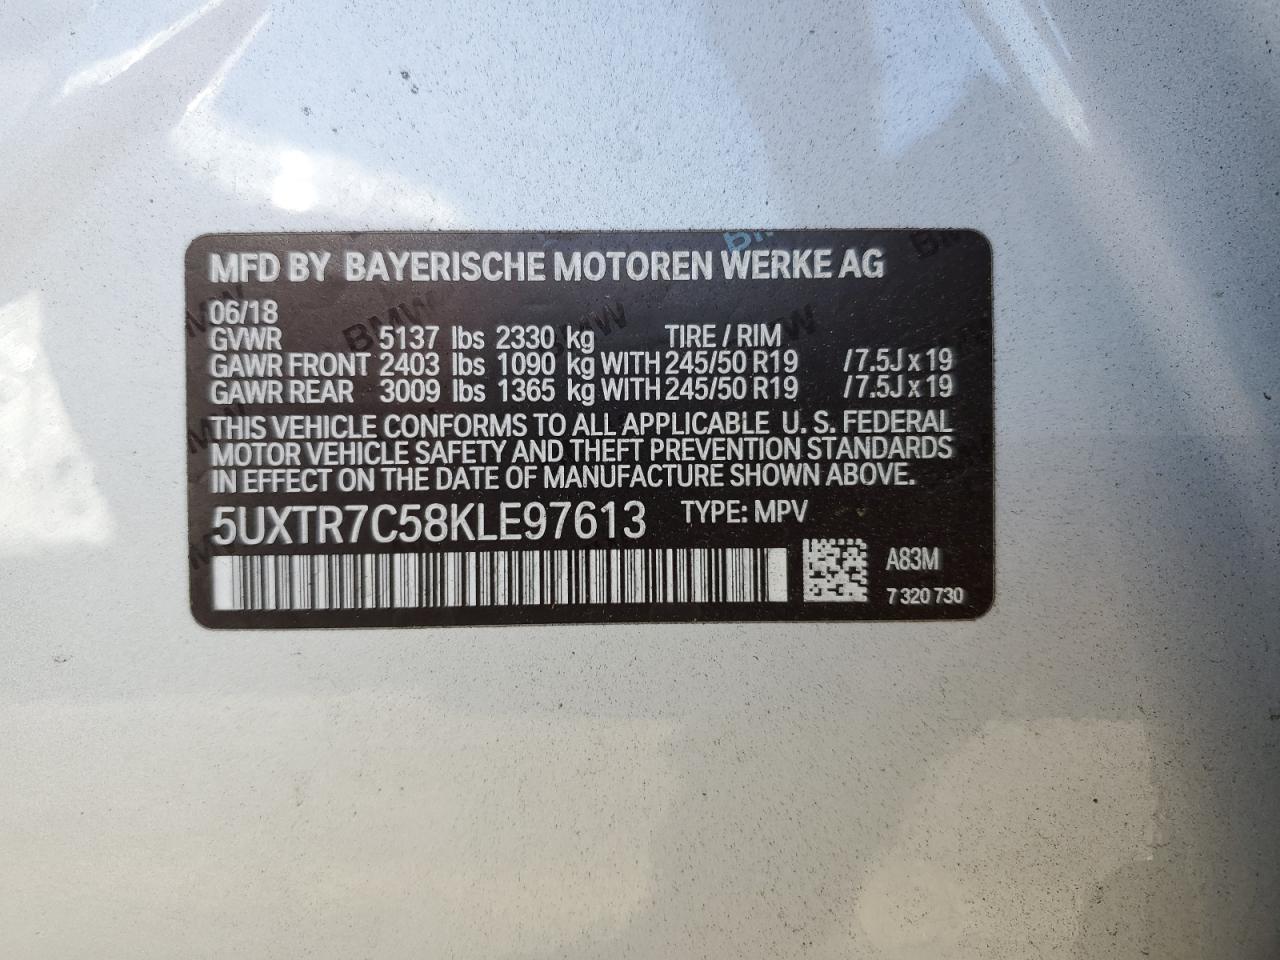 MFD BY BAYERISCHE MOTOREN WERKE AG
06/18
GVWR 5137 lbs 2330 kg TIRE / RIM
GAWR FRONT 2403 lbs 1090 kg WITH 245/50 R19 /7.5J x 19
GAWR REAR 3009 lbs 1365 kg WITH 245/50 R19 /7.5J x 19
THIS VEHICLE CONFORMS TO ALL APPLICABLE U. S. FEDERAL
MOTOR VEHICLE SAFETY AND THEFT PREVENTION STANDARDS
IN EFFECT ON THE DATE OF MANUFACTURE SHOWN ABOVE.
5UXTR7C58KLE97613 TYPE: MPV
A83M
7 320 730